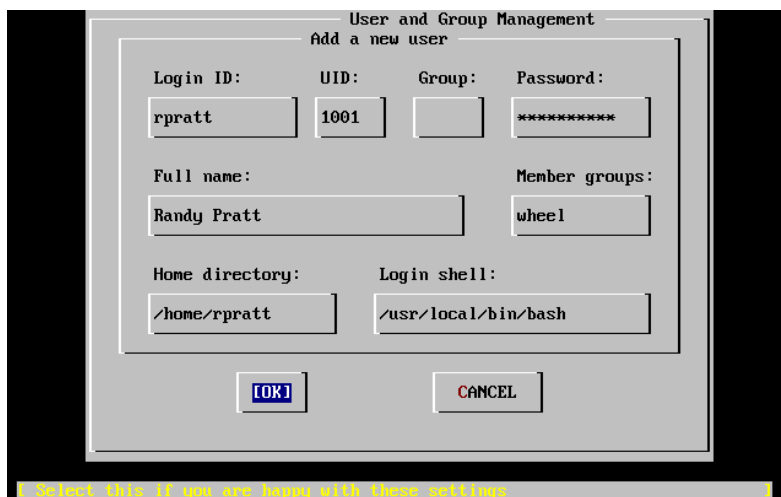 User and Group Management
Add a new user
Login ID: UID: Group: Password:
rpratt 1001 **********
Full name: Member groups:
Randy Pratt wheel
Home directory: Login shell:
/home/rpratt /usr/local/bin/bash
[OK] CANCEL
[ Select this if you are happy with these settings ]